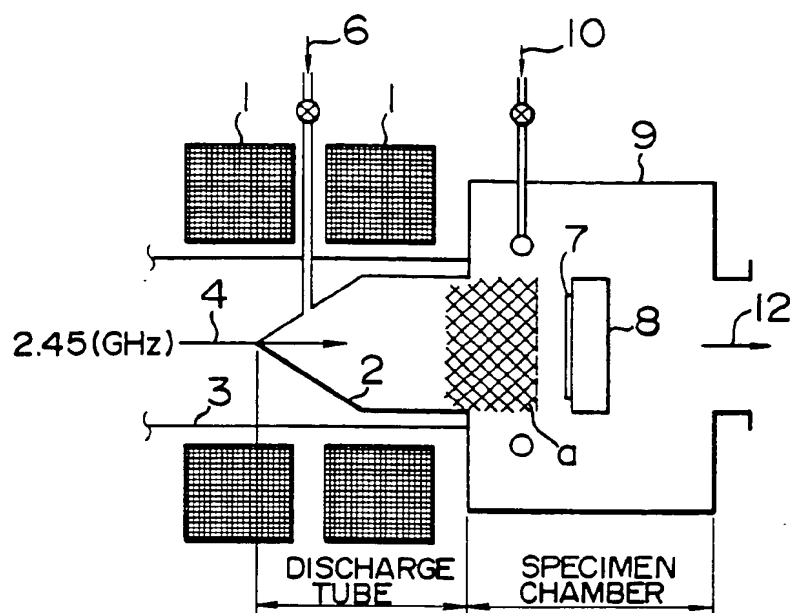 6
10
1
1
9
7
4
8
2.45(GHz)
12
2
3
a
DISCHARGE
TUBE
SPECIMEN
CHAMBER